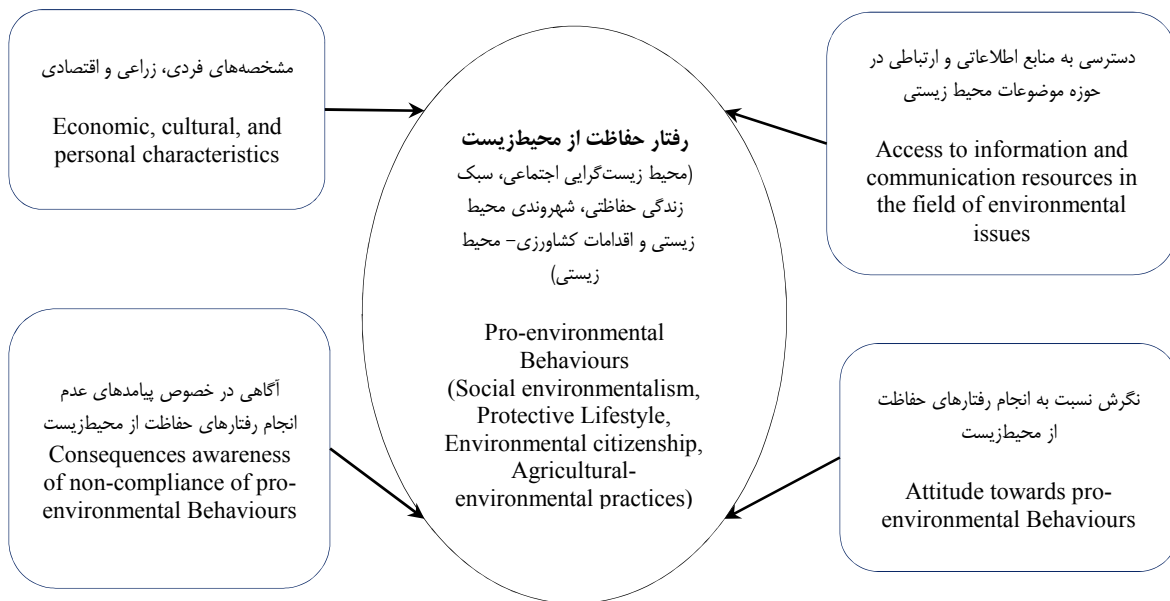 مشخصه‌های فردی، زراعی و اقتصادی
Economic, cultural, and
personal characteristics
دسترسی به منابع اطلاعاتی و ارتباطی در
حوزه موضوعات محیط زیستی
Access to information and
communication resources in
the field of environmental
issues
رفتار حفاظت از محیط‌زیست
(محیط زیست‌گرایی اجتماعی، سبک
زندگی حفاظتی، شهروندی محیط
زیستی و اقدامات کشاورزی- محیط
زیستی)
Pro-environmental
Behaviours
(Social environmentalism,
Protective Lifestyle,
Environmental citizenship,
Agricultural-
environmental practices)
آگاهی در خصوص پیامدهای عدم
انجام رفتارهای حفاظت از محیط‌زیست
Consequences awareness
of non-compliance of pro-
environmental Behaviours
نگرش نسبت به انجام رفتارهای حفاظت
از محیط‌زیست
Attitude towards pro-
environmental Behaviours